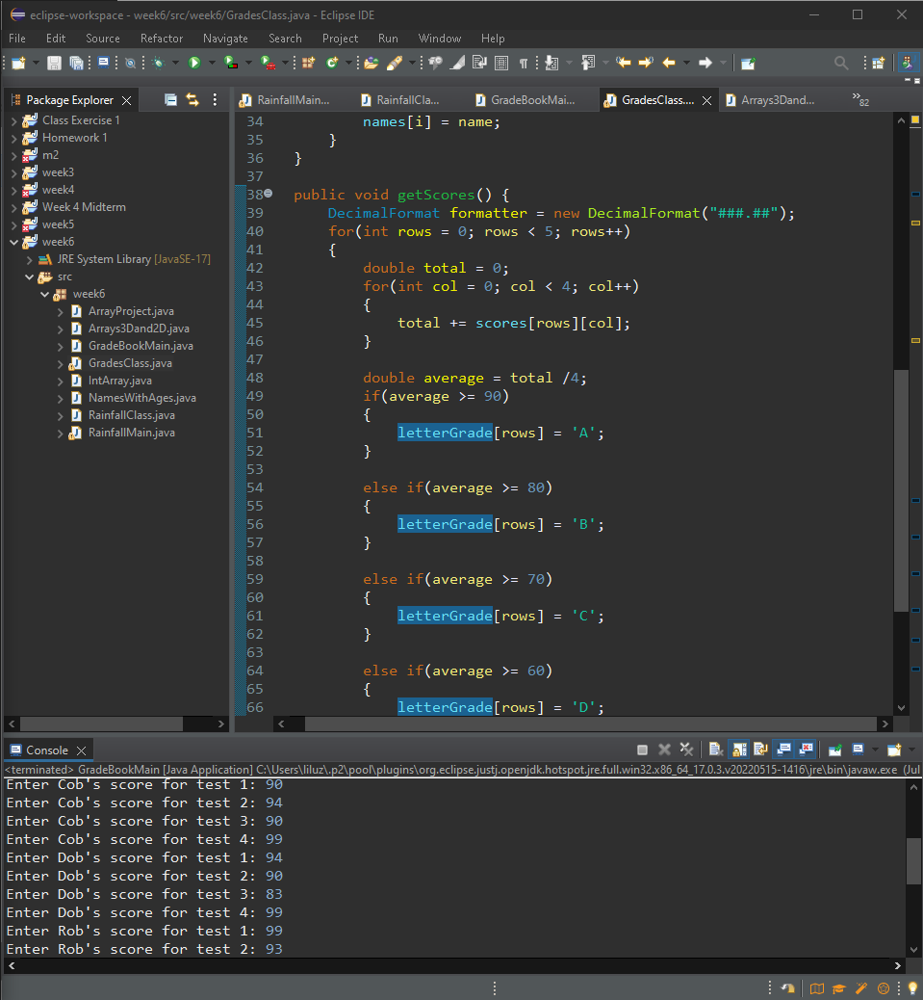 eclipse-workspace - week6/src/week6/GradesClass.java - Eclipse IDE
File Edit Source Refactor Navigate Search Project Run Window Help
Package Explorer
Class Exercise 1
Homework 1
m2
week3
week4
Week 4 Midterm
week5
week6
JRE System Library [JavaSE-17]
src
week6
ArrayProject.java
Arrays3Dand2D.java
GradeBookMain.java
GradesClass.java
IntArray.java
NamesWithAges.java
RainfallClass.java
RainfallMain.java
RainfallMain... RainfallCla... GradeBookMai... GradesClass.... Arrays3Dand... »82
34 names[i] = name;
35 }
36 }
37
38 public void getScores() {
39 DecimalFormat formatter = new DecimalFormat("###.##");
40 for(int rows = 0; rows < 5; rows++)
41 {
42 double total = 0;
43 for(int col = 0; col < 4; col++)
44 {
45 total += scores[rows][col];
46 }
47
48 double average = total /4;
49 if(average >= 90)
50 {
51 letterGrade[rows] = 'A';
52 }
53
54 else if(average >= 80)
55 {
56 letterGrade[rows] = 'B';
57 }
58
59 else if(average >= 70)
60 {
61 letterGrade[rows] = 'C';
62 }
63
64 else if(average >= 60)
65 {
66 letterGrade[rows] = 'D';
Console
<terminated> GradeBookMain [Java Application] C:\Users\liluz\.p2\pool\plugins\org.eclipse.justj.openjdk.hotspot.jre.full.win32.x86_64_17.0.3.v20220515-1416\jre\bin\javaw.exe (Jul
Enter Cob's score for test 1: 90
Enter Cob's score for test 2: 94
Enter Cob's score for test 3: 90
Enter Cob's score for test 4: 99
Enter Dob's score for test 1: 94
Enter Dob's score for test 2: 90
Enter Dob's score for test 3: 83
Enter Dob's score for test 4: 99
Enter Rob's score for test 1: 99
Enter Rob's score for test 2: 93